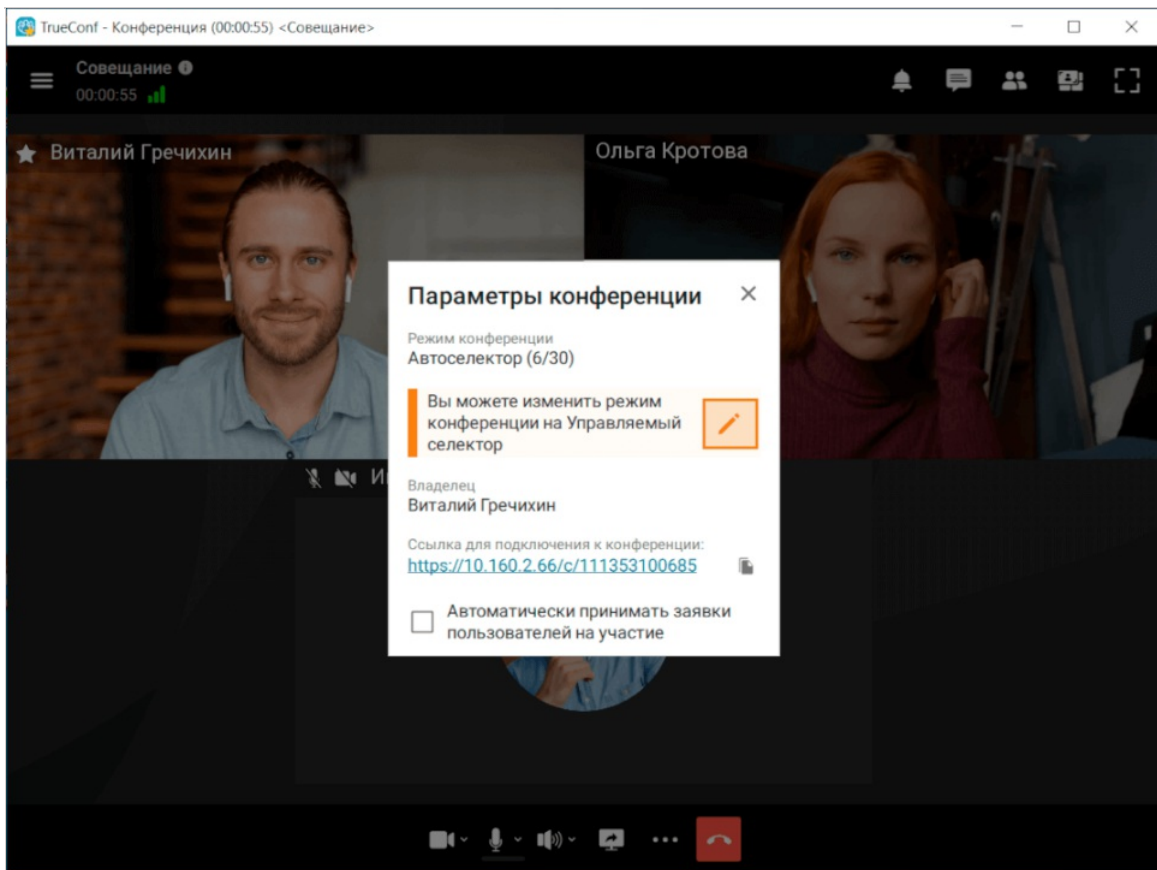 TrueConf - Конференция (00:00:55) <Совещание>
Совещание
00:00:55
Виталий Гречихин
Ольга Кротова
Параметры конференции
Режим конференции
Автоселектор (6/30)
Вы можете изменить режим
конференции на Управляемый
селектор
Владелец
Виталий Гречихин
Ссылка для подключения к конференции:
https://10.160.2.66/c/111353100685
Автоматически принимать заявки
пользователей на участие